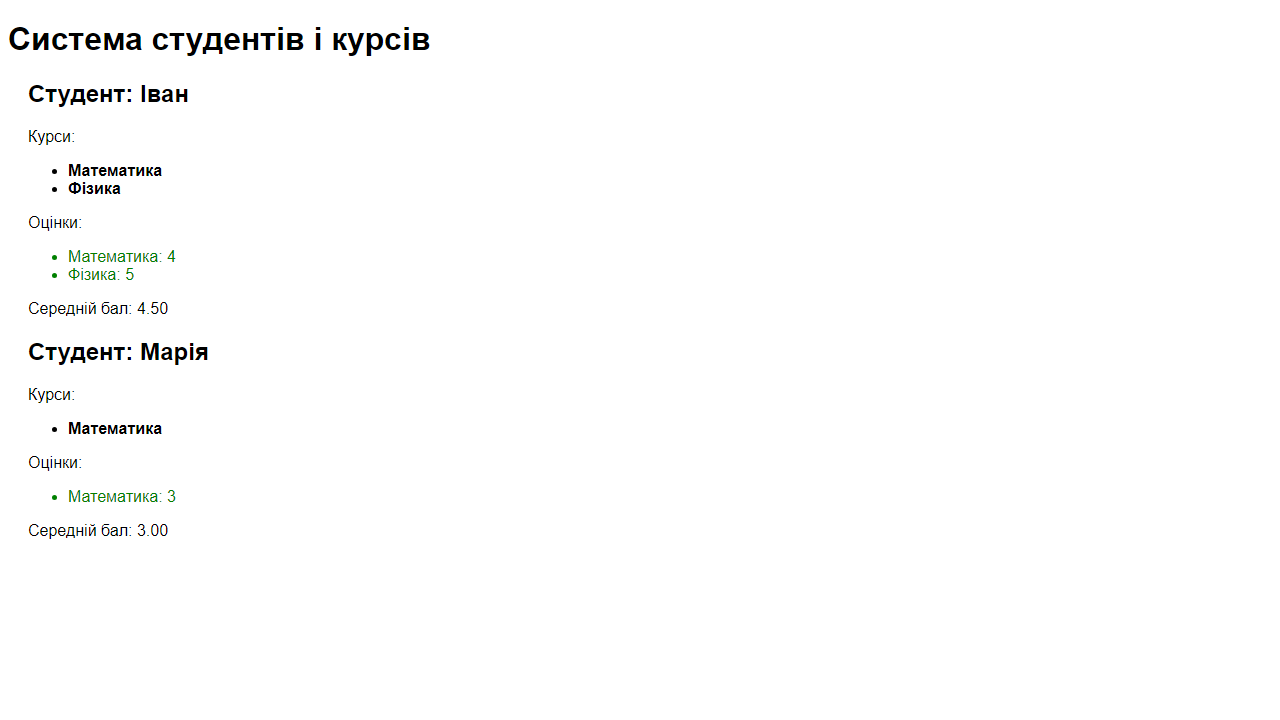 Система студентів і курсів
Студент: Іван
Курси:
Математика
Фізика
Оцінки:
Математика: 4
Фізика: 5
Середній бал: 4.50
Студент: Марія
Курси:
Математика
Оцінки:
Математика: 3
Середній бал: 3.00